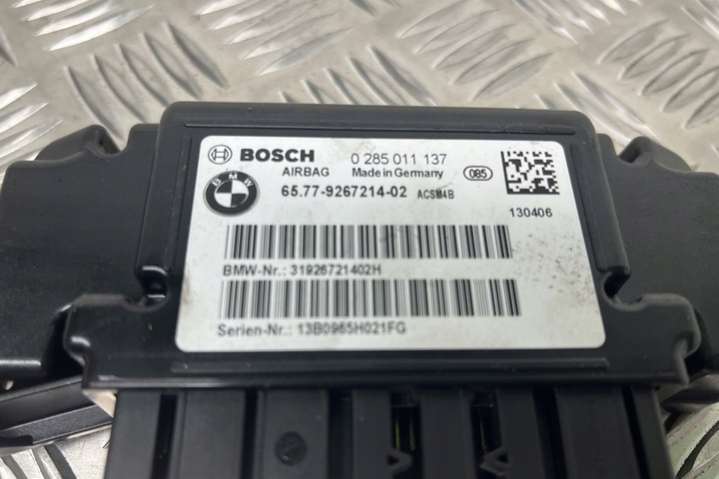 BOSCH 0 285 011 137
AIRBAG Made in Germany 085
BMW 65.77-9267214-02 ACSM4B
130406
BMW-Nr.: 31926721402H
Serien-Nr.: 13B0965H021FG